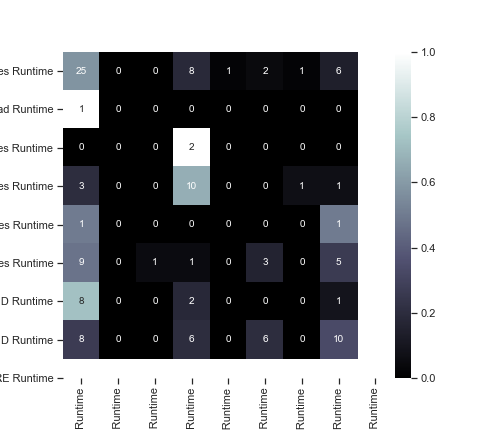 es Runtime 25 0 0 8 1 2 1 6
ad Runtime 1 0 0 0 0 0 0 0
es Runtime 0 0 0 2 0 0 0 0
es Runtime 3 0 0 10 0 0 1 1
es Runtime 1 0 0 0 0 0 0 1
es Runtime 9 0 1 1 0 3 0 5
D Runtime 8 0 0 2 0 0 0 1
D Runtime 8 0 0 6 0 6 0 10
RE Runtime
Runtime
Runtime
Runtime
Runtime
Runtime
Runtime
Runtime
Runtime
Runtime
1.0
0.8
0.6
0.4
0.2
0.0